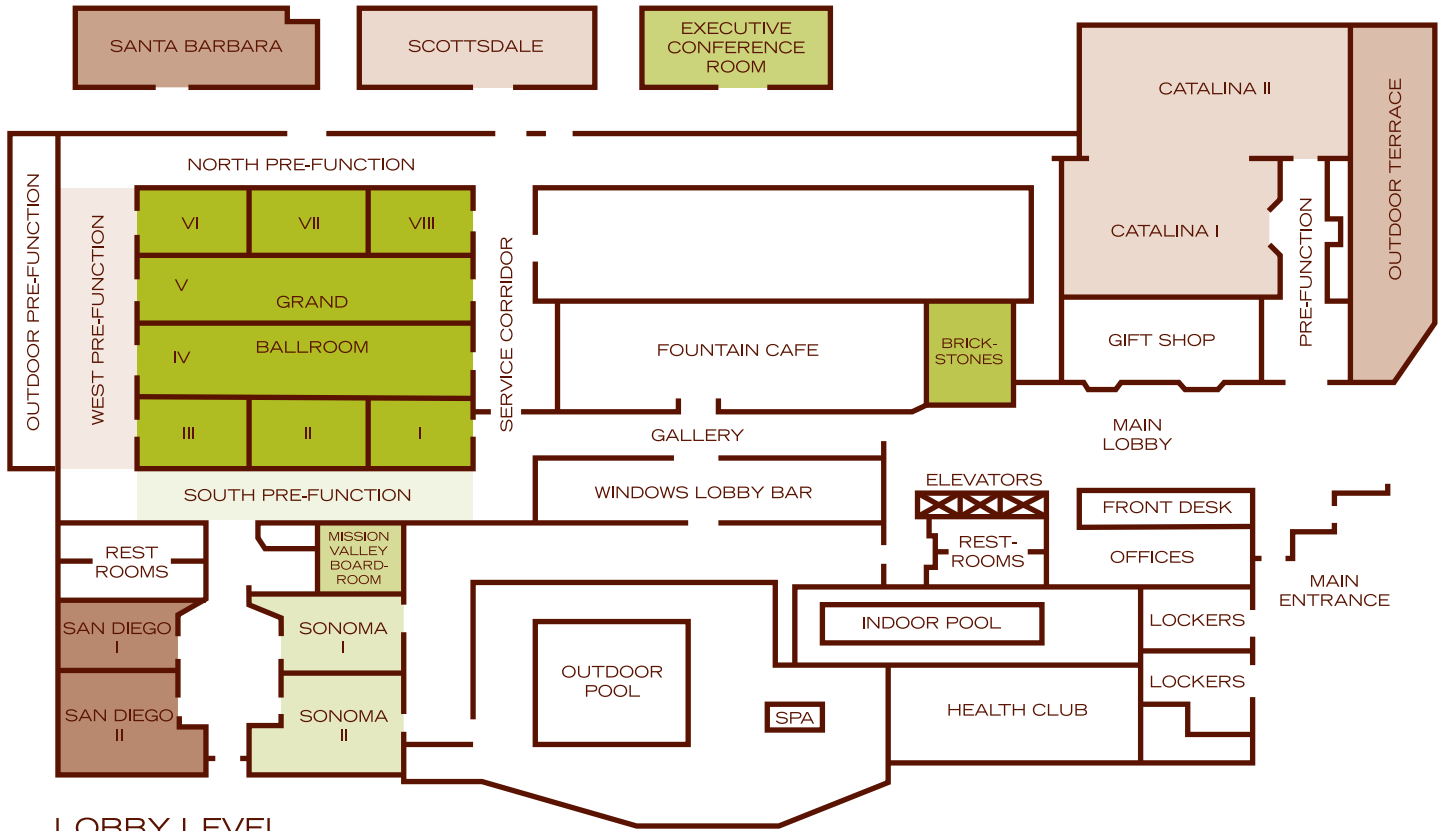 SANTA BARBARA
SCOTTSDALE
EXECUTIVE
CONFERENCE
ROOM
CATALINA II
OUTDOOR TERRACE
NORTH PRE-FUNCTION
OUTDOOR PRE-FUNCTION
WEST PRE-FUNCTION
VI
VII
VIII
V
GRAND
BALLROOM
IV
III
II
I
SERVICE CORRIDOR
CATALINA I
PRE-FUNCTION
GIFT SHOP
FOUNTAIN CAFE
BRICK-
STONES
GALLERY
MAIN
LOBBY
SOUTH PRE-FUNCTION
WINDOWS LOBBY BAR
ELEVATORS
FRONT DESK
REST
ROOMS
MISSION
VALLEY
BOARD-
ROOM
REST-
ROOMS
OFFICES
MAIN
ENTRANCE
SAN DIEGO
I
SONOMA
I
INDOOR POOL
LOCKERS
OUTDOOR
POOL
LOCKERS
SAN DIEGO
II
SONOMA
II
SPA
HEALTH CLUB
LOBBY LEVEL